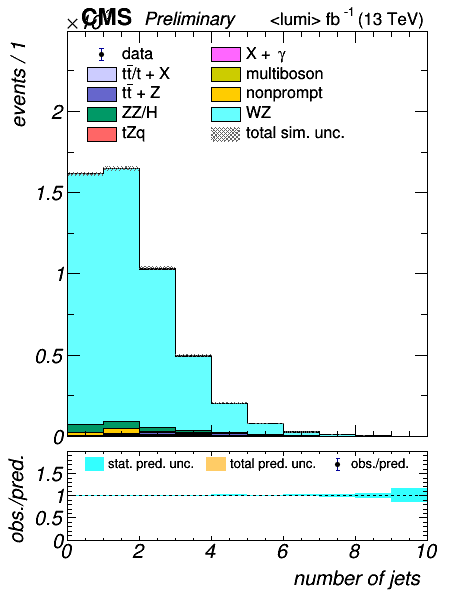 CMS Preliminary <lumi> fb⁻¹ (13 TeV)
events / 1
data
X + γ
tt̄/t + X
multiboson
tt̄ + Z
nonprompt
ZZ/H
WZ
tZq
total sim. unc.
2
1.5
1
0.5
0
obs./pred.
stat. pred. unc.
total pred. unc.
obs./pred.
1.5
1
0.5
0
0 2 4 6 8 10
number of jets